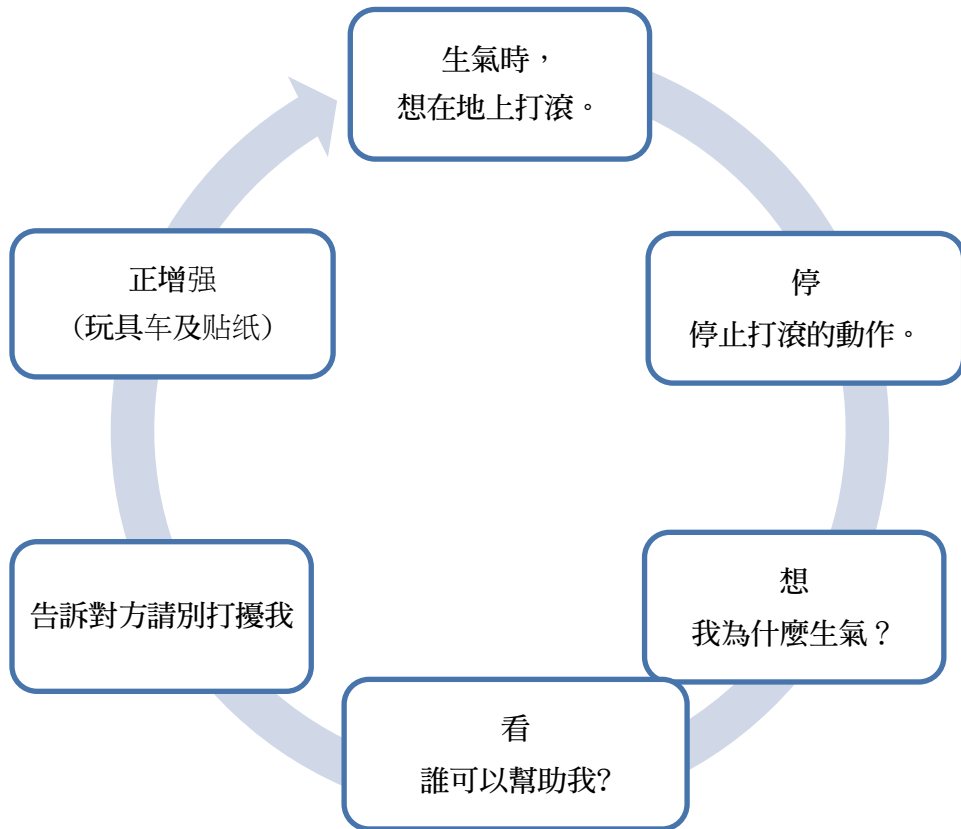 生氣時，
想在地上打滾。
停
停止打滾的動作。
想
我為什麼生氣？
看
誰可以幫助我?
告訴對方請別打擾我
正增强
（玩具车及贴纸）